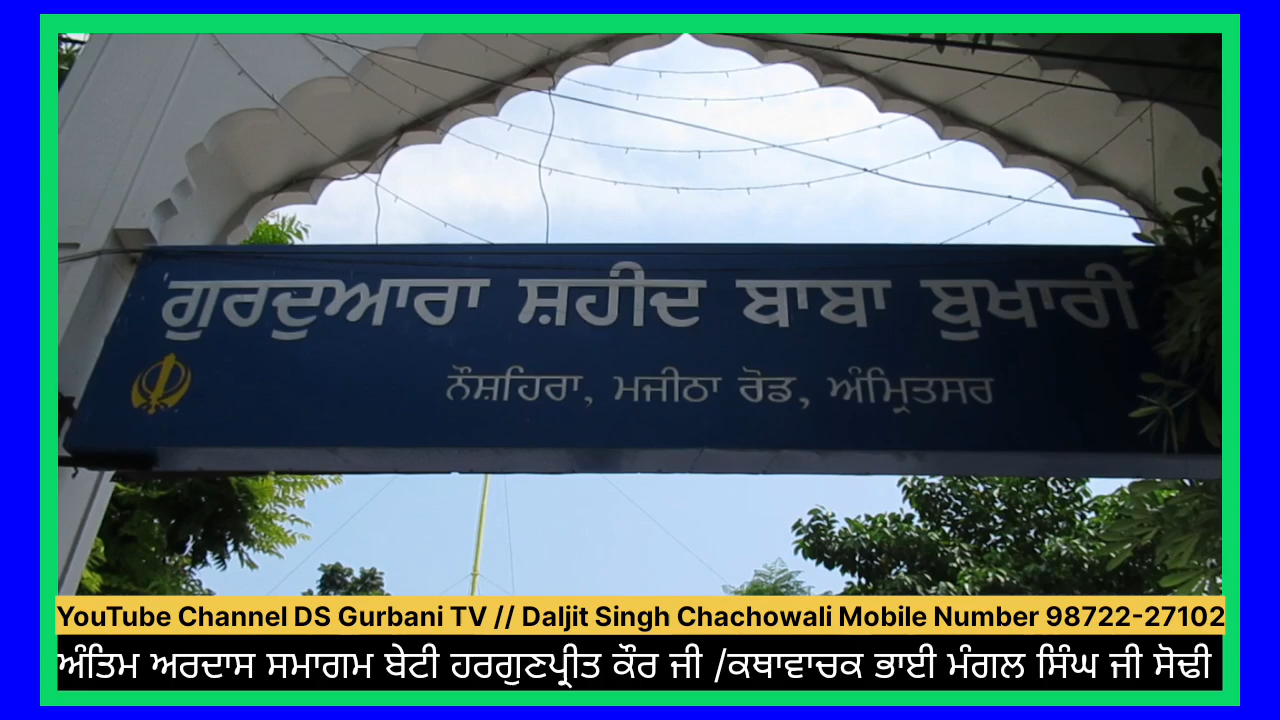 ਗੁਰਦੁਆਰਾ ਸ਼ਹੀਦ ਬਾਬਾ ਬੁਖਾਰੀ
ਨੌਸ਼ਹਿਰਾ, ਮਜੀਠਾ ਰੋਡ, ਅੰਮ੍ਰਿਤਸਰ
YouTube Channel DS Gurbani TV // Daljit Singh Chachowali Mobile Number 98722-27102
ਅੰਤਿਮ ਅਰਦਾਸ ਸਮਾਗਮ ਬੇਟੀ ਹਰਗੁਣਪ੍ਰੀਤ ਕੌਰ ਜੀ /ਕਥਾਵਾਚਕ ਭਾਈ ਮੰਗਲ ਸਿੰਘ ਜੀ ਸੋਢੀ